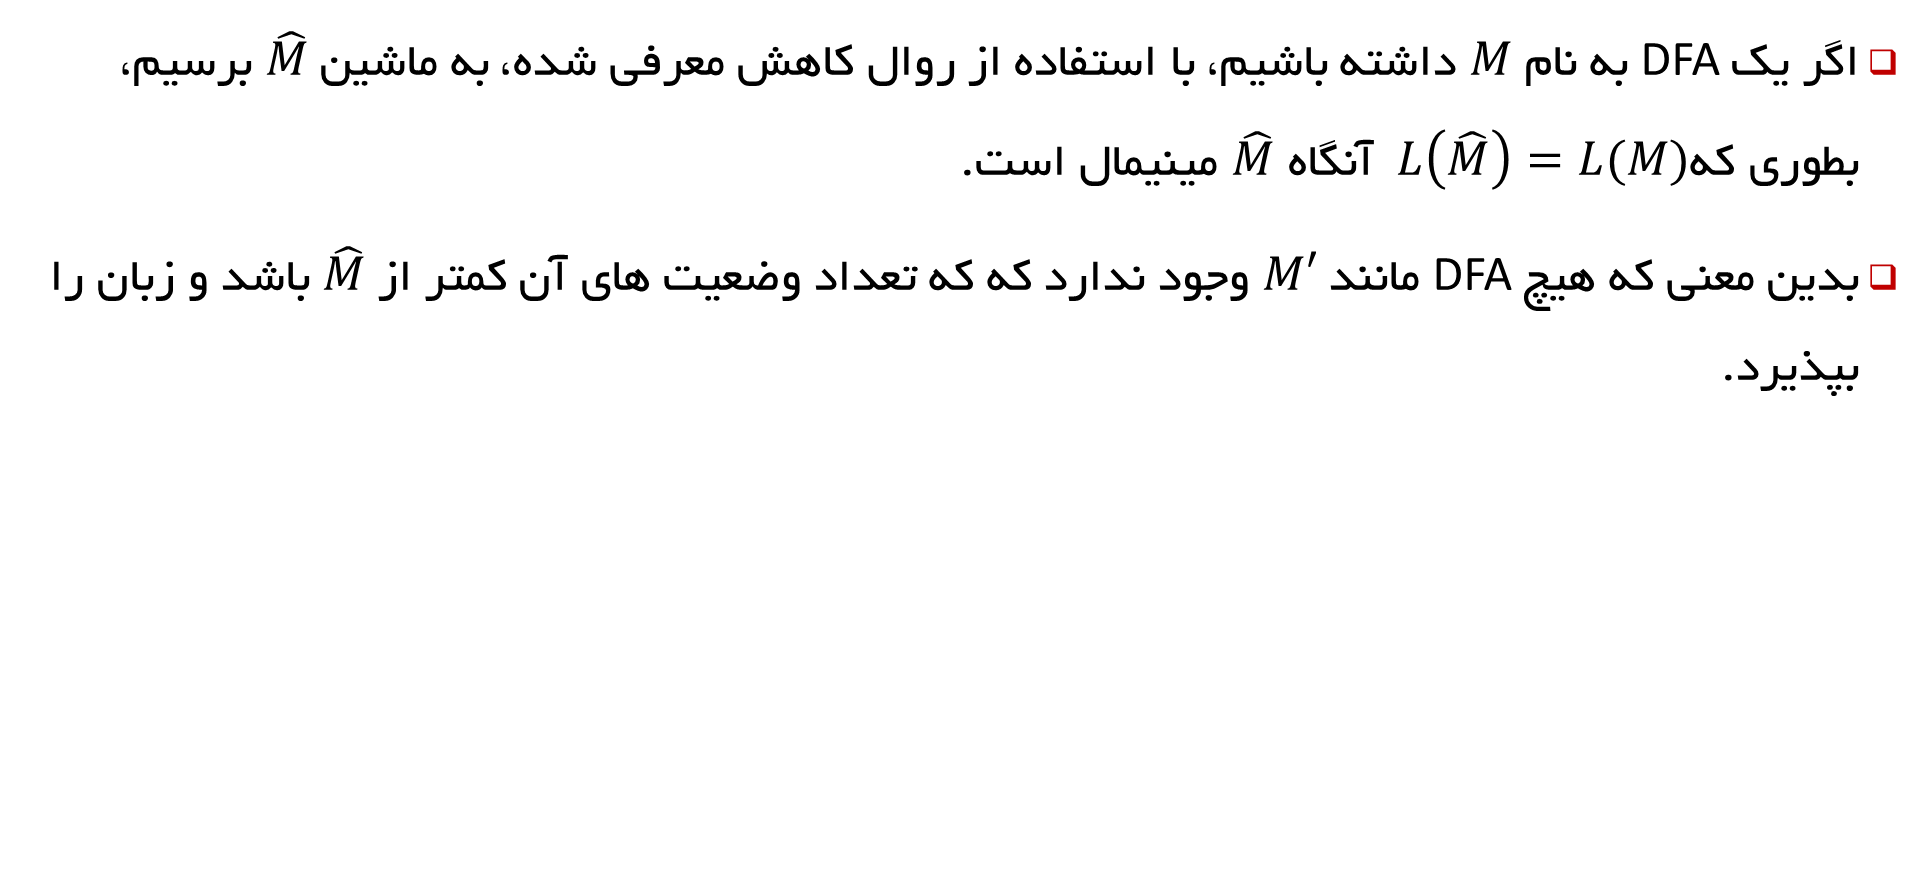 ❑ اگر یک DFA به نام M داشته باشیم، با استفاده از روال کاهش معرفی شده، به ماشین M̂ برسیم،
بطوری که L(M̂) = L(M) آنگاه M̂ مینیمال است.
❑ بدین معنی که هیچ DFA مانند M′ وجود ندارد که که تعداد وضعیت های آن کمتر از M̂ باشد و زبان را
بپذیرد.